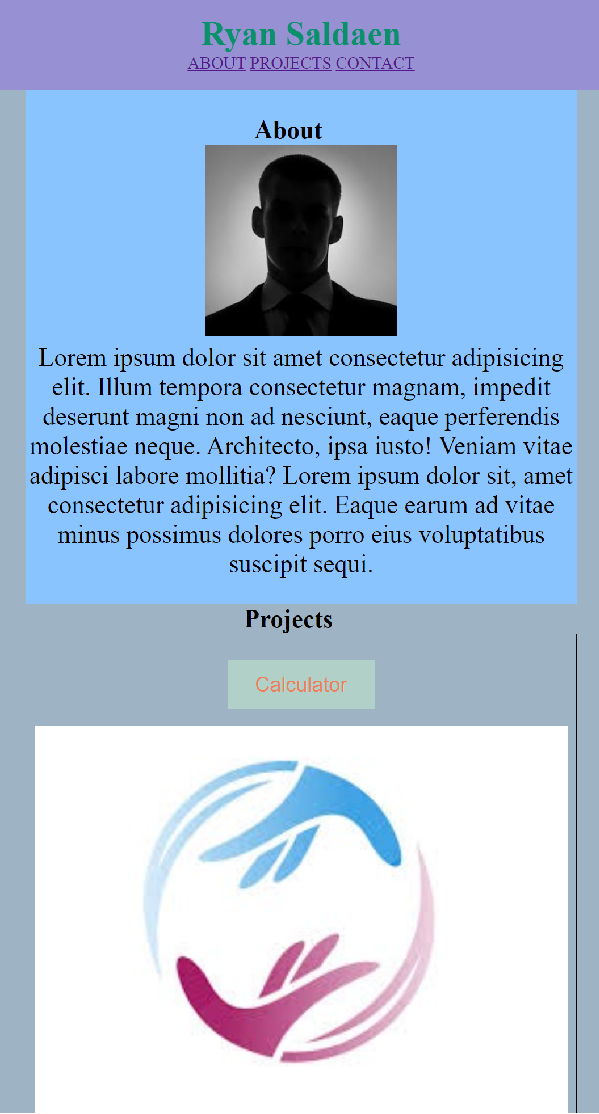 Ryan Saldaen
ABOUT PROJECTS CONTACT
About
Lorem ipsum dolor sit amet consectetur adipisicing
elit. Illum tempora consectetur magnam, impedit
deserunt magni non ad nesciunt, eaque perferendis
molestiae neque. Architecto, ipsa iusto! Veniam vitae
adipisci labore mollitia? Lorem ipsum dolor sit, amet
consectetur adipisicing elit. Eaque earum ad vitae
minus possimus dolores porro eius voluptatibus
suscipit sequi.
Projects
Calculator